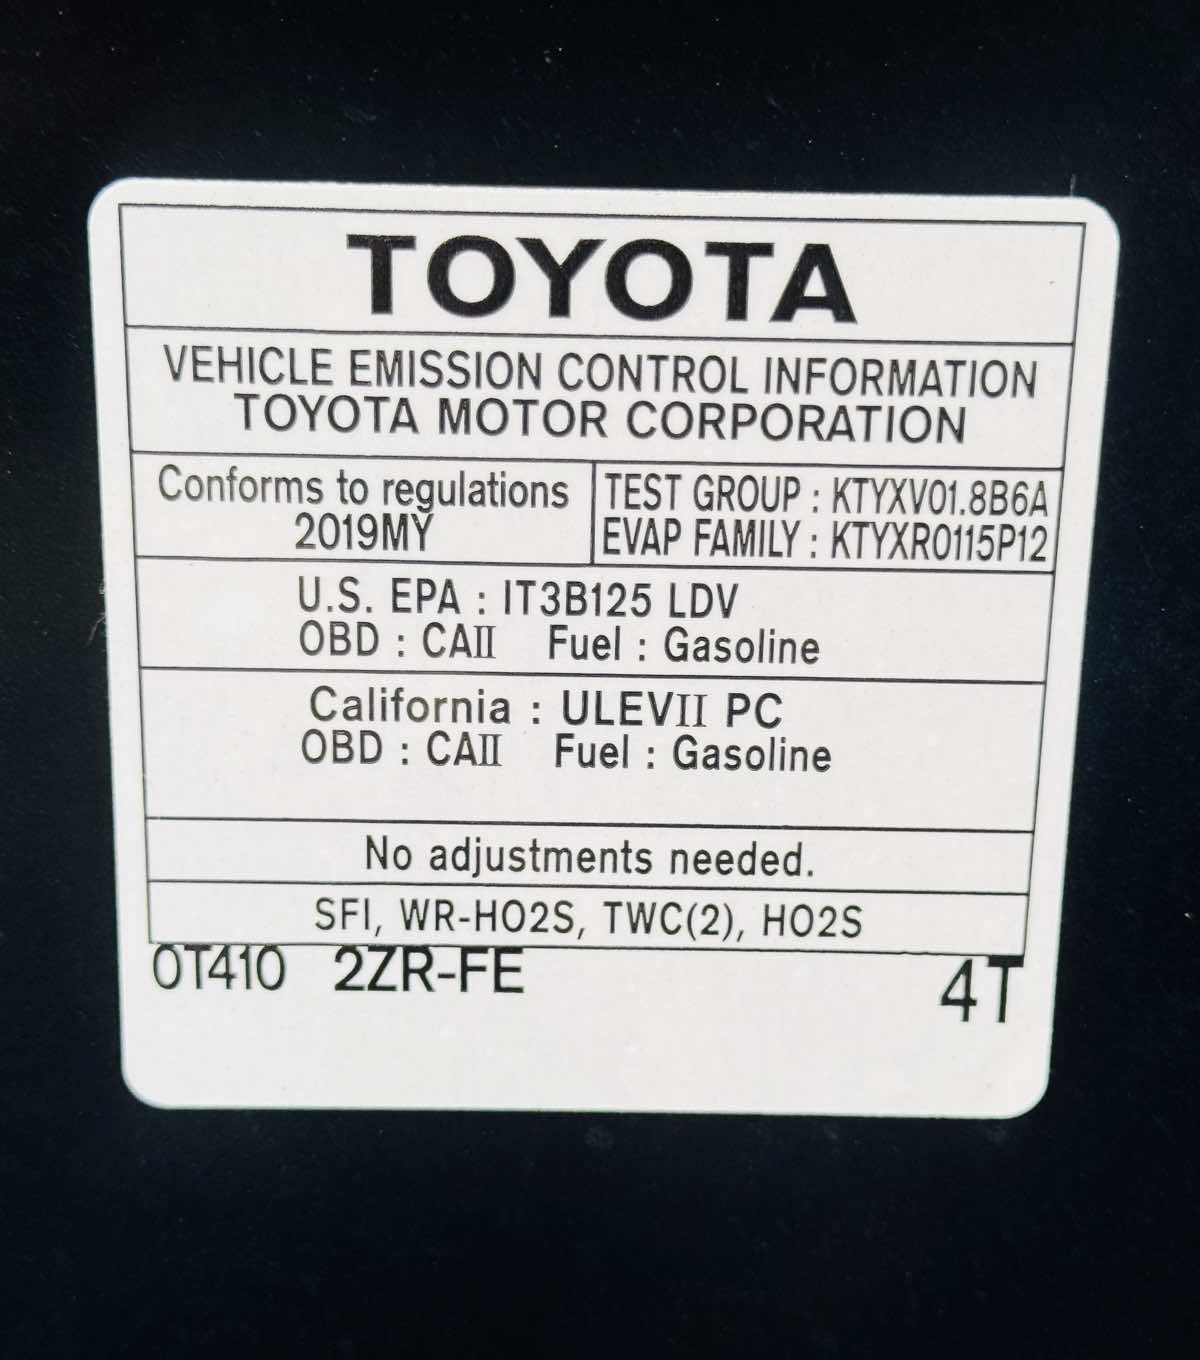 TOYOTA
VEHICLE EMISSION CONTROL INFORMATION
TOYOTA MOTOR CORPORATION
Conforms to regulations
2019MY
TEST GROUP : KTYXV01.8B6A
EVAP FAMILY : KTYXR0115P12
U.S. EPA : IT3B125 LDV
OBD : CAII Fuel : Gasoline
California : ULEVII PC
OBD : CAII Fuel : Gasoline
No adjustments needed.
SFI, WR-HO2S, TWC(2), HO2S
0T410 2ZR-FE 4T